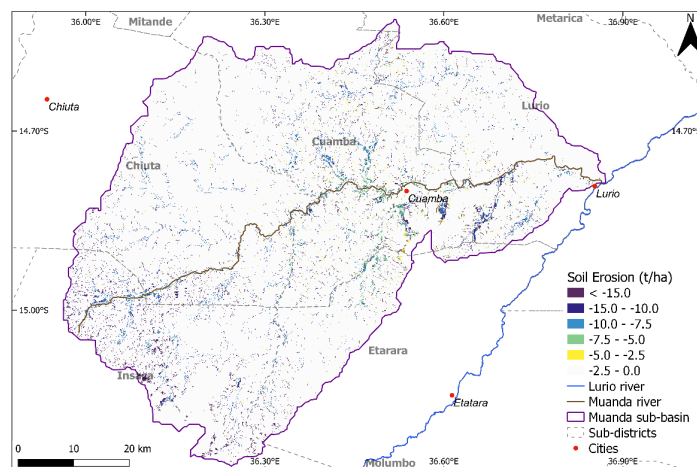 36.00°E
36.30°E
36.60°E
36.90°E
N
Mitande
Metarica
Chiuta
Lurio
14.70°S
14.70°S
Cuamba
Chiuta
Cuamba
Lurio
15.00°S
Etarara
Insaca
Etatara
Molumbo
Soil Erosion (t/ha)
< -15.0
-15.0 - -10.0
-10.0 - -7.5
-7.5 - -5.0
-5.0 - -2.5
-2.5 - 0.0
Lurio river
Muanda river
Muanda sub-basin
Sub-districts
Cities
0 10 20 km
36.30°E
36.60°E
36.90°E